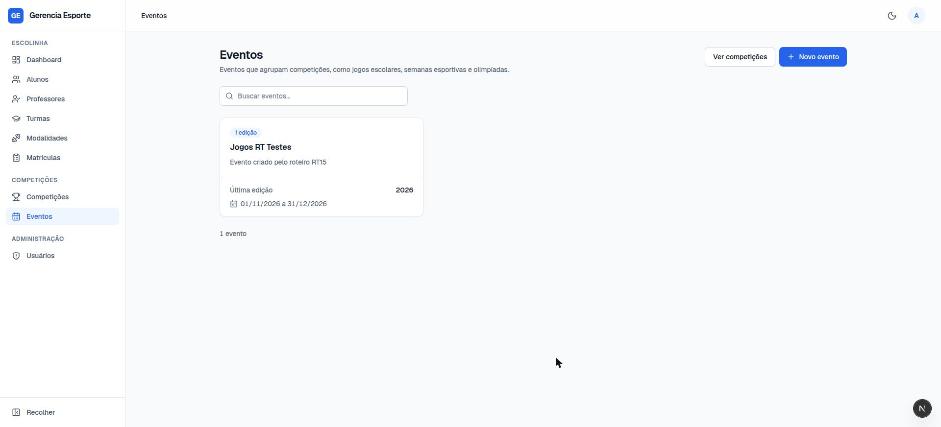 GE Gerencia Esporte
Eventos
A
ESCOLINHA
Dashboard
Alunos
Professores
Turmas
Modalidades
Matrículas
COMPETIÇÕES
Competições
Eventos
ADMINISTRAÇÃO
Usuários
Recolher
Eventos
Eventos que agrupam competições, como jogos escolares, semanas esportivas e olimpíadas.
Ver competições
Novo evento
Buscar eventos...
1 edição
Jogos RT Testes
Evento criado pelo roteiro RT15
Última edição 2026
01/11/2026 a 31/12/2026
1 evento
N